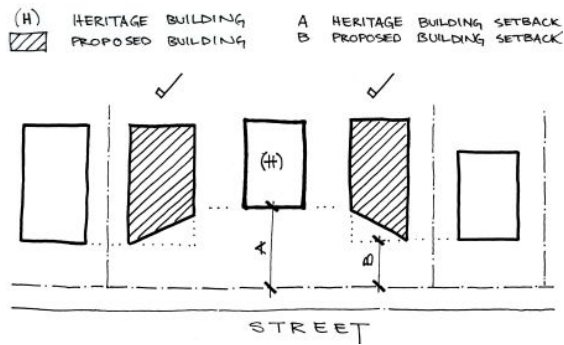 (H) HERITAGE BUILDING A HERITAGE BUILDING SETBACK
PROPOSED BUILDING B PROPOSED BUILDING SETBACK
(H)
A
B
STREET